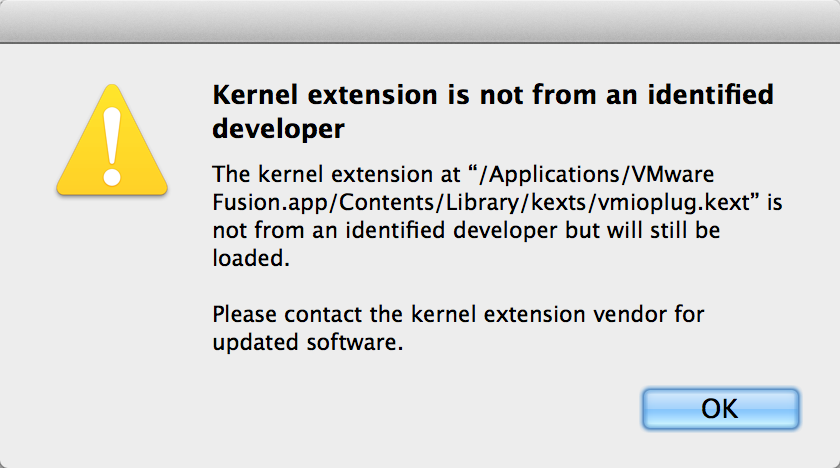 Kernel extension is not from an identified
developer
The kernel extension at “/Applications/VMware
Fusion.app/Contents/Library/kexts/vmioplug.kext” is
not from an identified developer but will still be
loaded.
Please contact the kernel extension vendor for
updated software.
OK